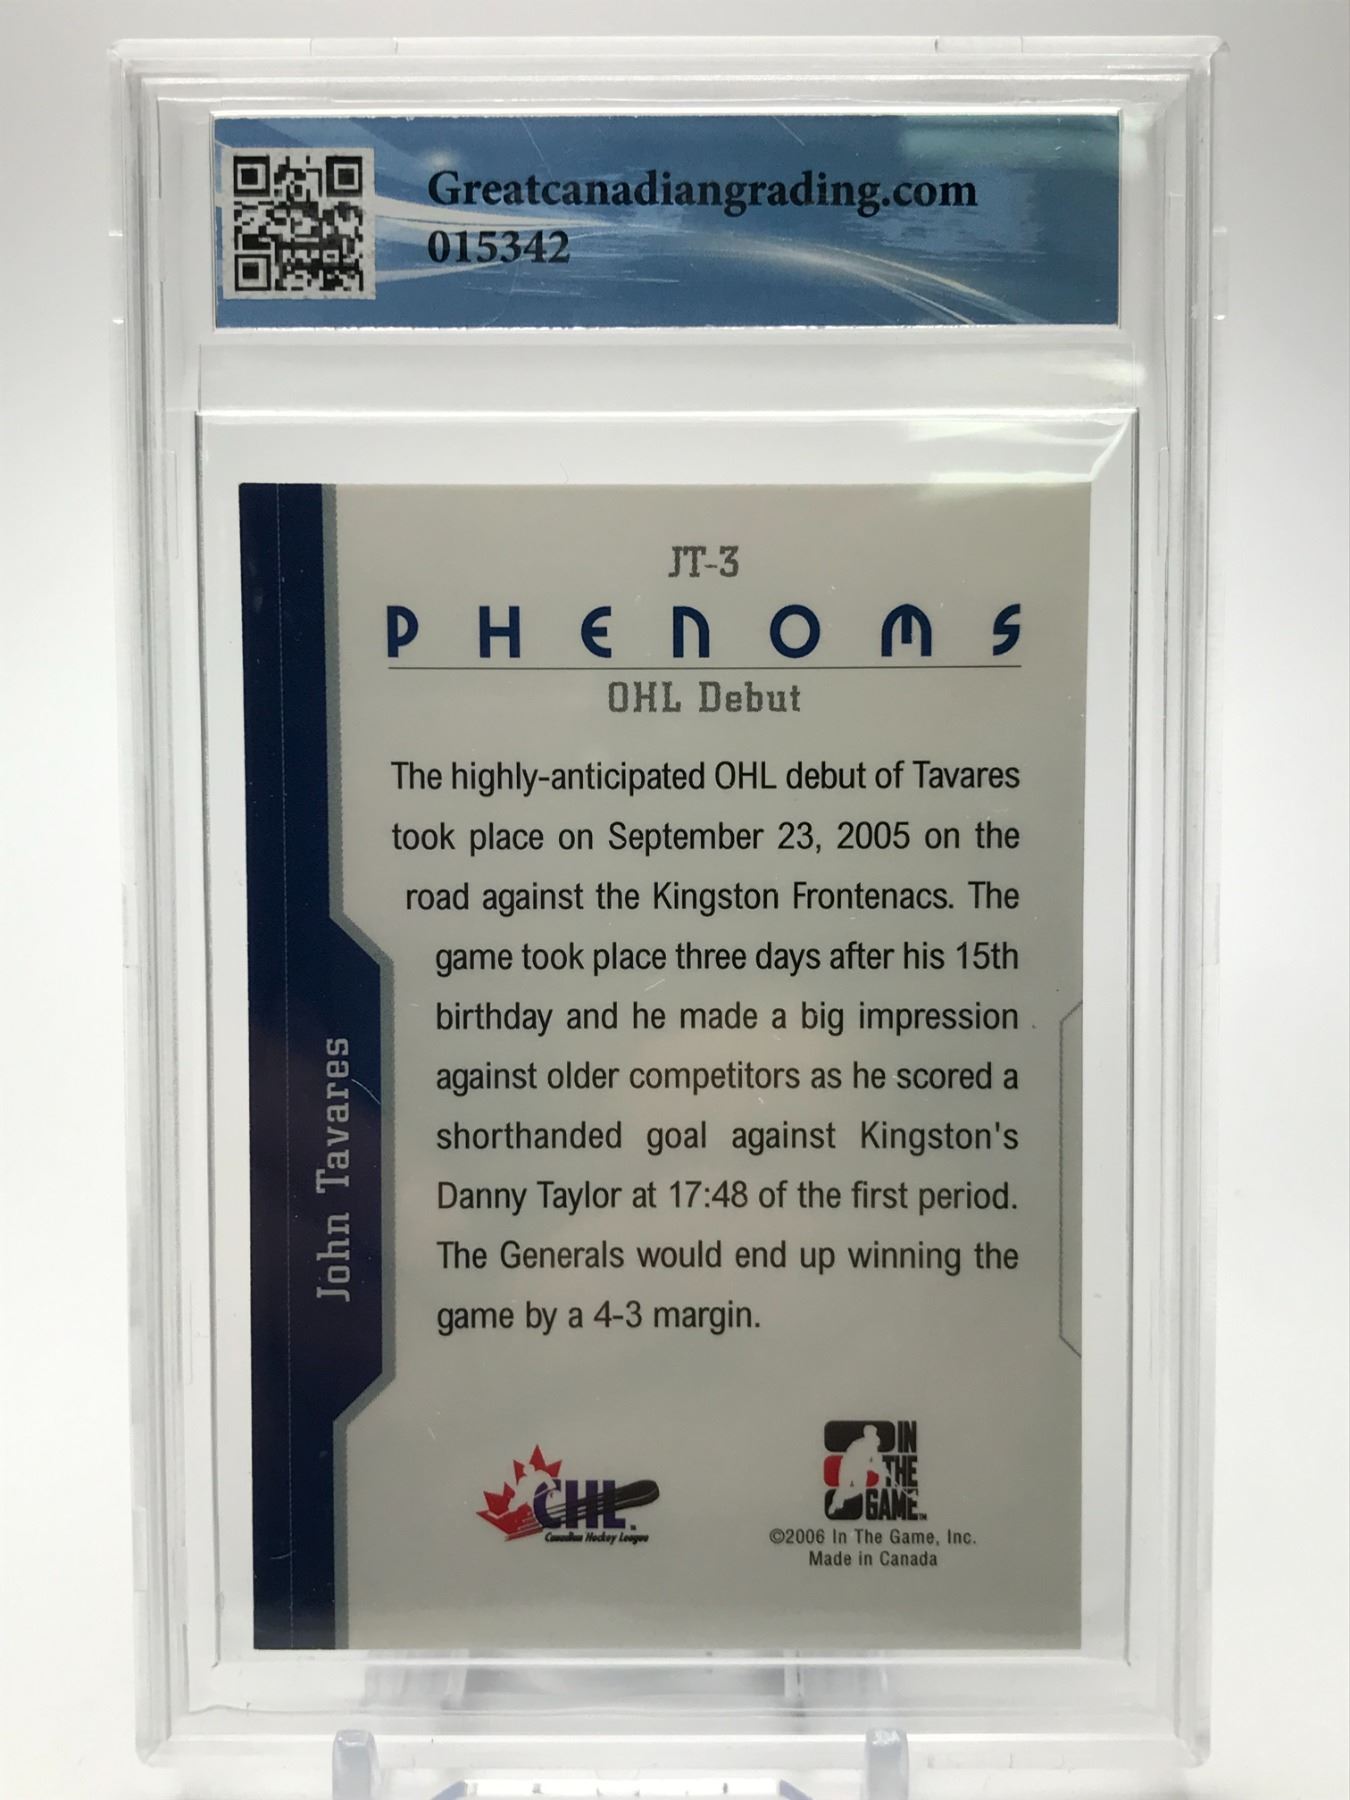 Greatcanadiangrading.com
015342
JT-3
PHENOMS
OHL Debut
The highly-anticipated OHL debut of Tavares
took place on September 23, 2005 on the
road against the Kingston Frontenacs. The
game took place three days after his 15th
birthday and he made a big impression
against older competitors as he scored a
shorthanded goal against Kingston's
Danny Taylor at 17:48 of the first period.
The Generals would end up winning the
game by a 4-3 margin.
John Tavares
CHL
Canadian Hockey League
IN
THE
GAME™
©2006 In The Game, Inc.
Made in Canada